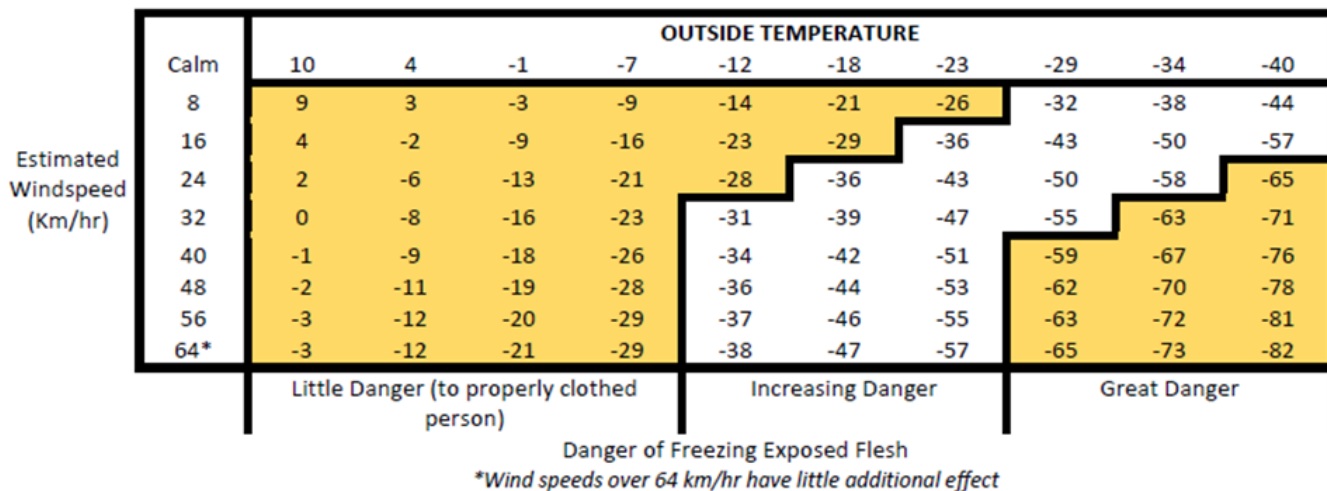 OUTSIDE TEMPERATURE
Calm 10 4 -1 -7 -12 -18 -23 -29 -34 -40
8 9 3 -3 -9 -14 -21 -26 -32 -38 -44
16 4 -2 -9 -16 -23 -29 -36 -43 -50 -57
Estimated
Windspeed
(Km/hr)
24 2 -6 -13 -21 -28 -36 -43 -50 -58 -65
32 0 -8 -16 -23 -31 -39 -47 -55 -63 -71
40 -1 -9 -18 -26 -34 -42 -51 -59 -67 -76
48 -2 -11 -19 -28 -36 -44 -53 -62 -70 -78
56 -3 -12 -20 -29 -37 -46 -55 -63 -72 -81
64* -3 -12 -21 -29 -38 -47 -57 -65 -73 -82
Little Danger (to properly clothed
person)
Increasing Danger
Great Danger
Danger of Freezing Exposed Flesh
*Wind speeds over 64 km/hr have little additional effect